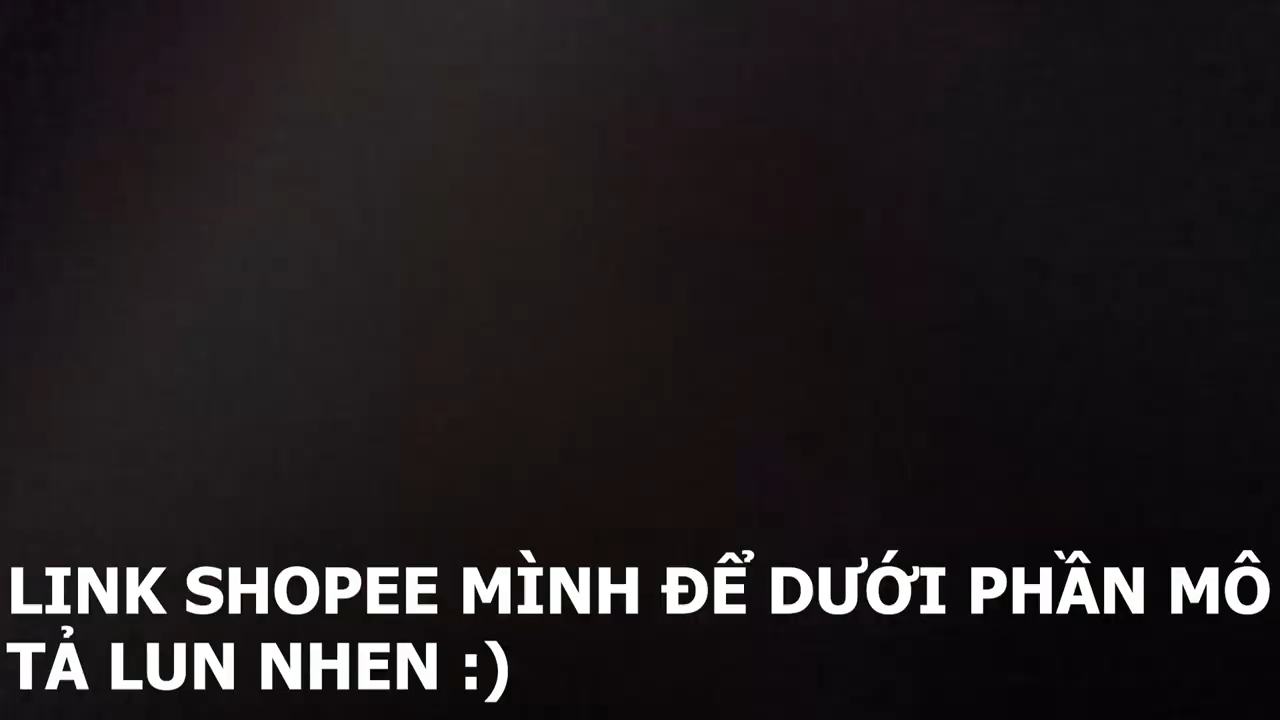 LINK SHOPEE MÌNH ĐỂ DƯỚI PHẦN MÔ
TẢ LUN NHEN :)